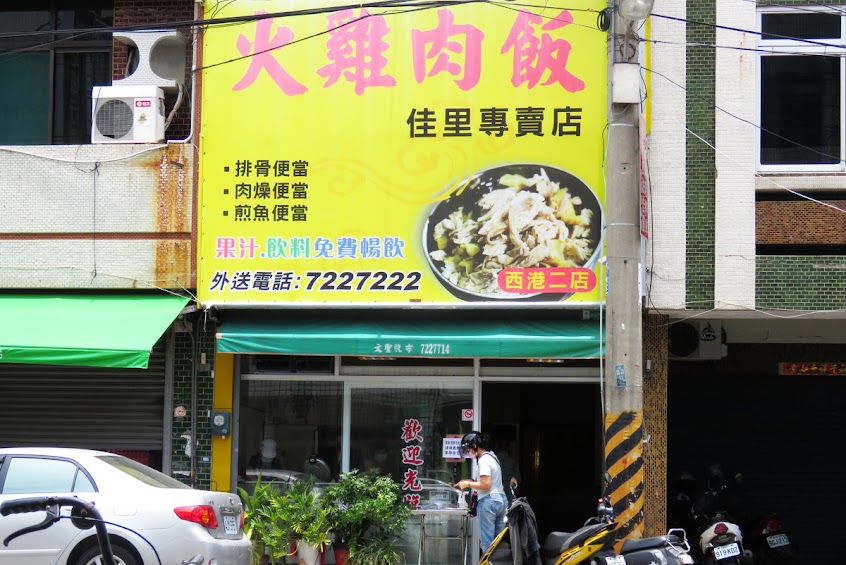 火雞肉飯
佳里專賣店
▪排骨便當
▪肉燥便當
▪煎魚便當
果汁.飲料免費暢飲
外送電話:7227222
西港二店
7227714
歡迎光臨
919KDZ